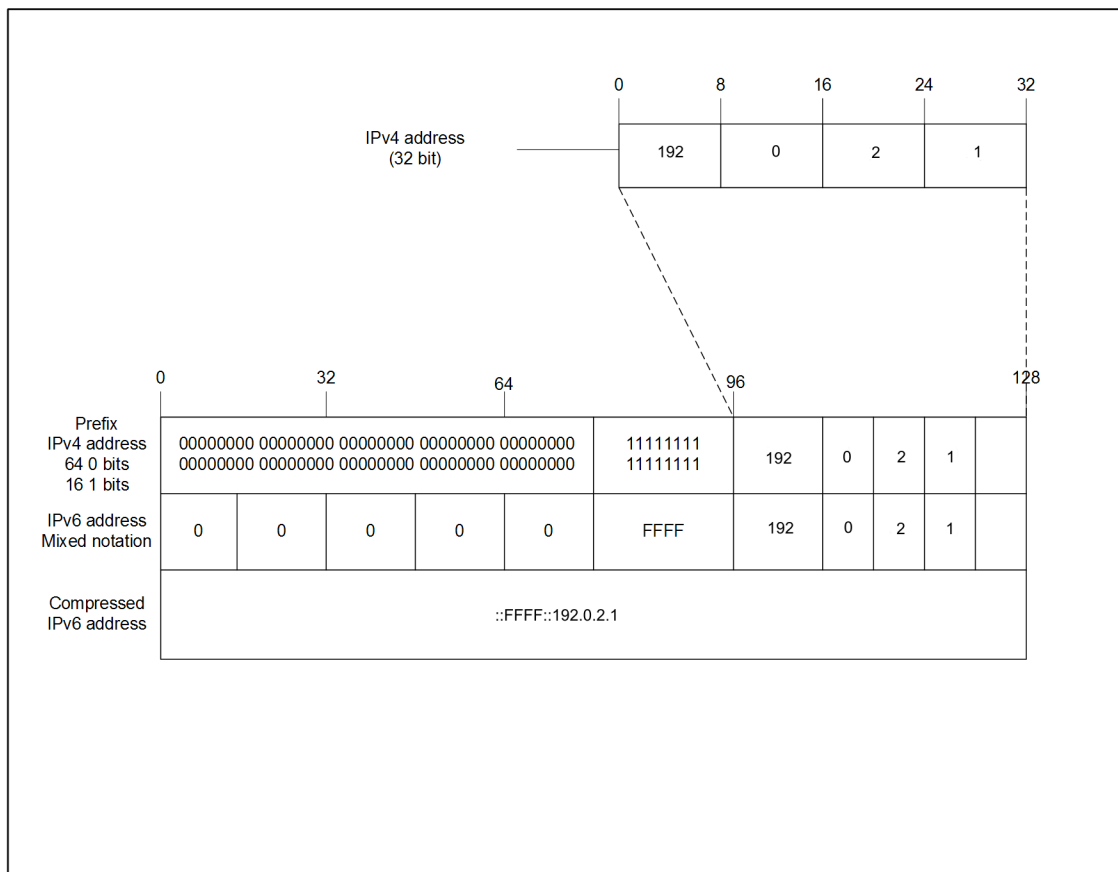 0 8 16 24 32
IPv4 address
(32 bit)
192 0 2 1
0 32 64 96 128
Prefix
IPv4 address
64 0 bits
16 1 bits
00000000 00000000 00000000 00000000 00000000
00000000 00000000 00000000 00000000 00000000
11111111
11111111
192 0 2 1
IPv6 address
Mixed notation
0 0 0 0 0 FFFF 192 0 2 1
Compressed
IPv6 address
::FFFF::192.0.2.1